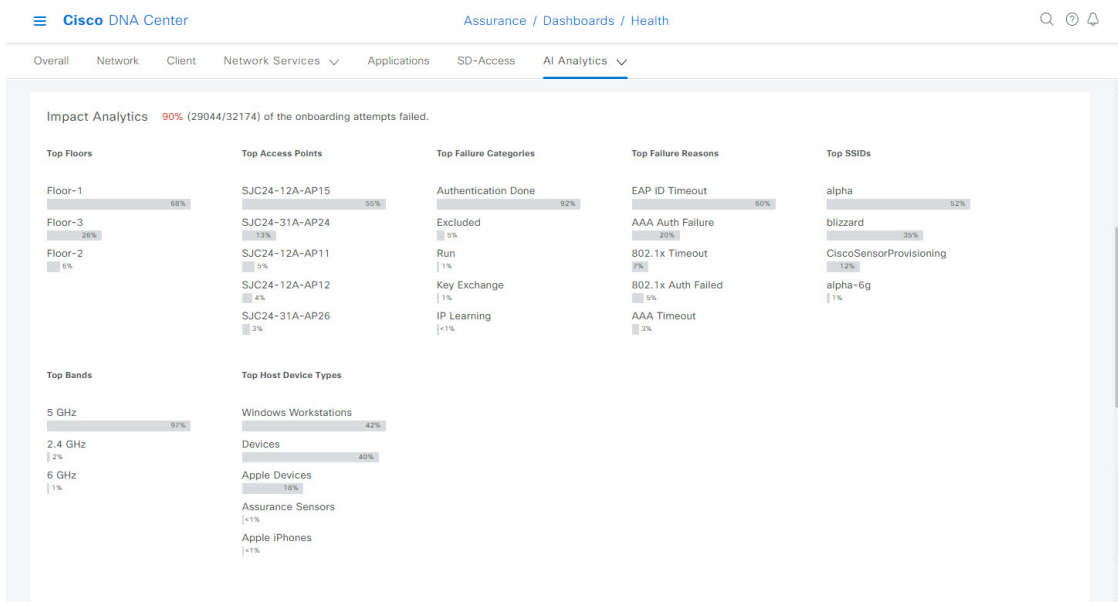 Cisco DNA Center
Assurance / Dashboards / Health
Overall Network Client Network Services Applications SD-Access AI Analytics
Impact Analytics 90% (29044/32174) of the onboarding attempts failed.
Top Floors
Floor-1
68%
Floor-3
26%
Floor-2
6%
Top Access Points
SJC24-12A-AP15
55%
SJC24-31A-AP24
13%
SJC24-12A-AP11
5%
SJC24-12A-AP12
4%
SJC24-31A-AP26
3%
Top Failure Categories
Authentication Done
92%
Excluded
5%
Run
1%
Key Exchange
1%
IP Learning
<1%
Top Failure Reasons
EAP ID Timeout
60%
AAA Auth Failure
20%
802.1x Timeout
7%
802.1x Auth Failed
5%
AAA Timeout
3%
Top SSIDs
alpha
52%
blizzard
35%
CiscoSensorProvisioning
12%
alpha-6g
1%
Top Bands
5 GHz
97%
2.4 GHz
2%
6 GHz
1%
Top Host Device Types
Windows Workstations
42%
Devices
40%
Apple Devices
18%
Assurance Sensors
<1%
Apple iPhones
<1%